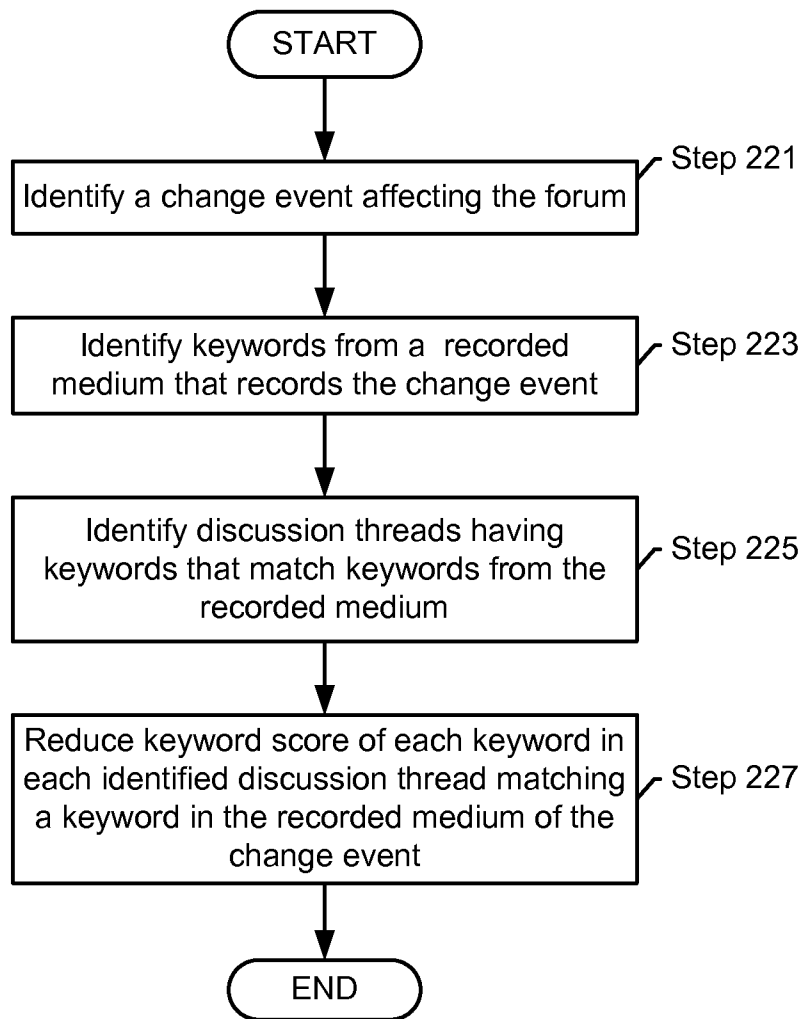 START
Step 221
Identify a change event affecting the forum
Step 223
Identify keywords from a recorded
medium that records the change event
Step 225
Identify discussion threads having
keywords that match keywords from the
recorded medium
Step 227
Reduce keyword score of each keyword in
each identified discussion thread matching
a keyword in the recorded medium of the
change event
END